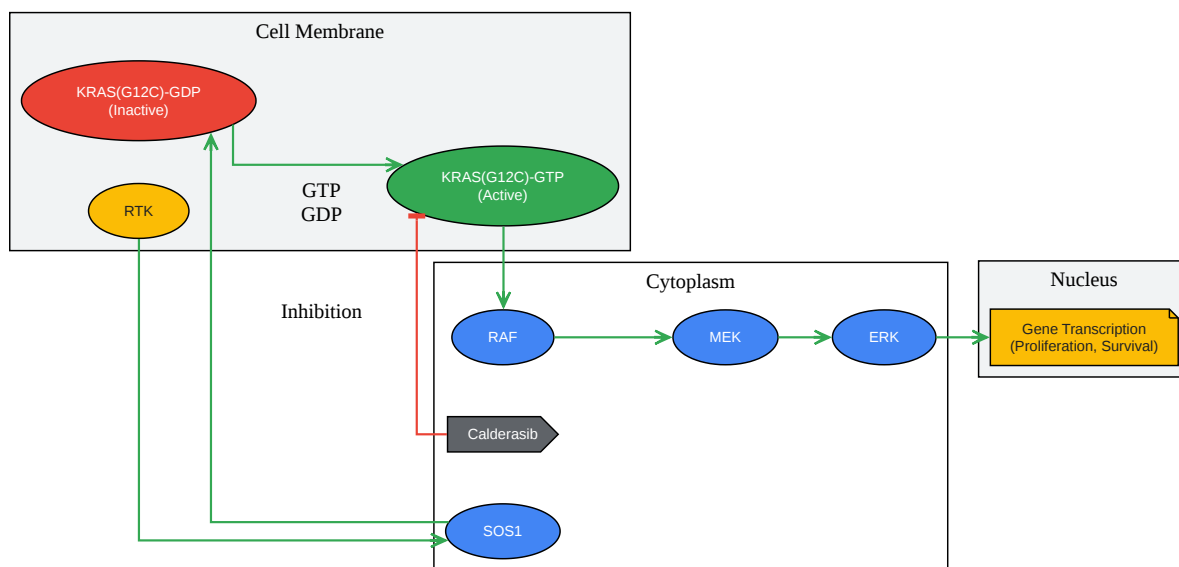 Cell Membrane
KRAS(G12C)-GDP
(Inactive)
KRAS(G12C)-GTP
(Active)
RTK
GTP
GDP
Inhibition
Cytoplasm
RAF
MEK
ERK
Nucleus
Gene Transcription
(Proliferation, Survival)
Calderasib
SOS1